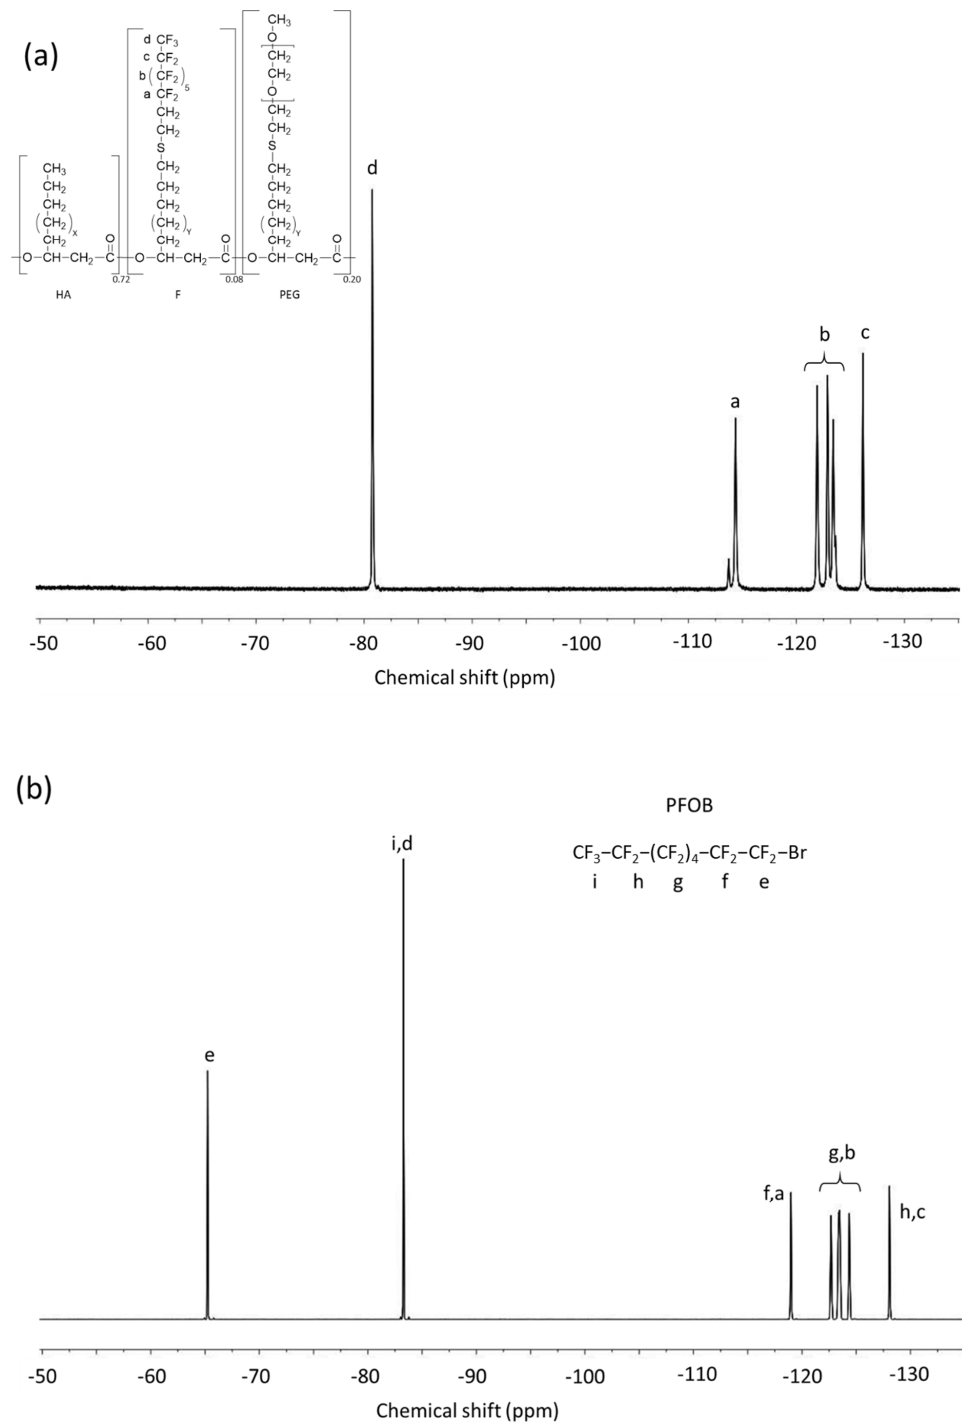 (a)
d CF3
c CF2
b (CF2)5
a CF2
CH2
CH2
S
CH2
CH2
CH2
(CH2)Y
CH2
CH3
O
CH2
CH2
O
CH2
CH2
S
CH2
CH2
CH2
(CH2)Y
CH2
CH3
CH2
CH2
(CH2)X
CH2
O O O
O–CH–CH2–C–O–CH–CH2–C–O–CH–CH2–C
0.72 0.08 0.20
HA F PEG
d
a
b
c
-50 -60 -70 -80 -90 -100 -110 -120 -130
Chemical shift (ppm)
(b)
PFOB
CF3–CF2–(CF2)4–CF2–CF2–Br
i h g f e
e
i,d
f,a
g,b
h,c
-50 -60 -70 -80 -90 -100 -110 -120 -130
Chemical shift (ppm)